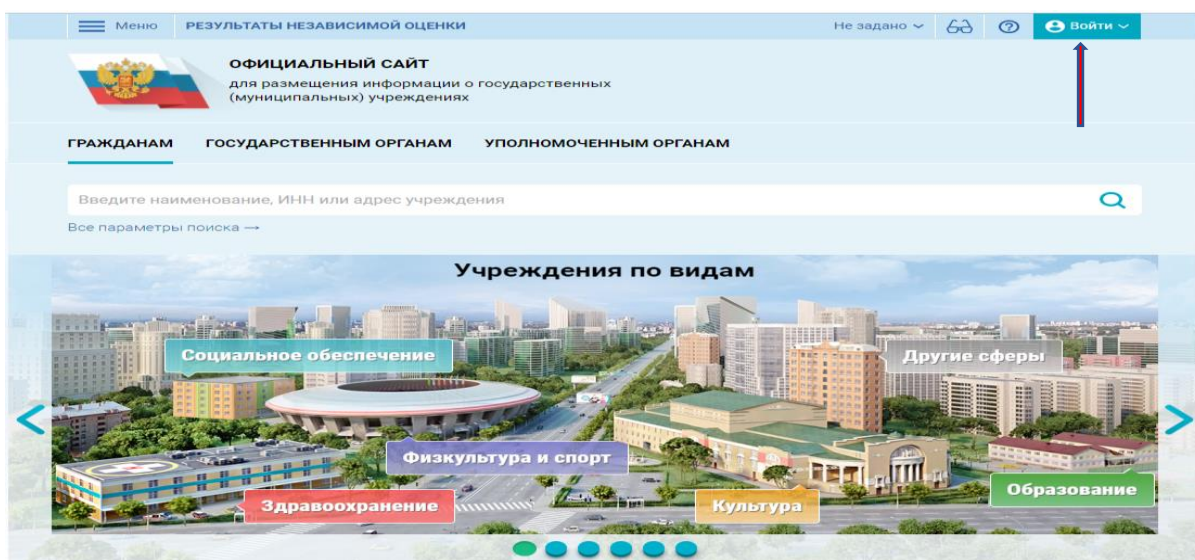 Меню РЕЗУЛЬТАТЫ НЕЗАВИСИМОЙ ОЦЕНКИ Не задано Войти
ОФИЦИАЛЬНЫЙ САЙТ
для размещения информации о государственных
(муниципальных) учреждениях
ГРАЖДАНАМ ГОСУДАРСТВЕННЫМ ОРГАНАМ УПОЛНОМОЧЕННЫМ ОРГАНАМ
Введите наименование, ИНН или адрес учреждения
Все параметры поиска →
Учреждения по видам
Социальное обеспечение
Другие сферы
Физкультура и спорт
Образование
Здравоохранение
Культура